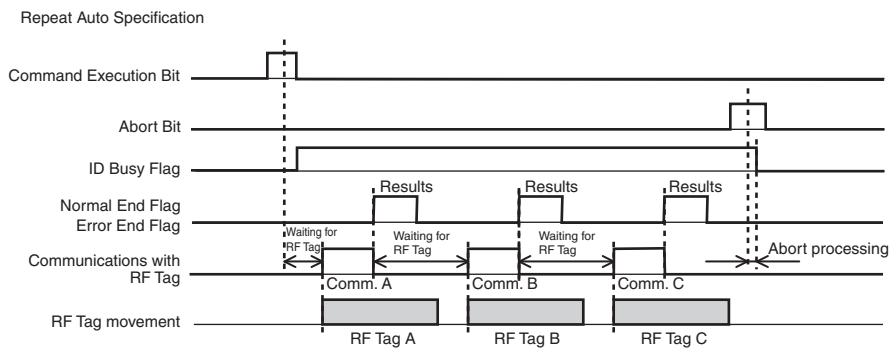 Repeat Auto Specification
Command Execution Bit
Abort Bit
ID Busy Flag
Normal End Flag
Error End Flag
Results
Results
Results
Waiting for
RF Tag
Waiting for
RF Tag
Waiting for
RF Tag
Abort processing
Communications with
RF Tag
Comm. A
Comm. B
Comm. C
RF Tag movement
RF Tag A
RF Tag B
RF Tag C